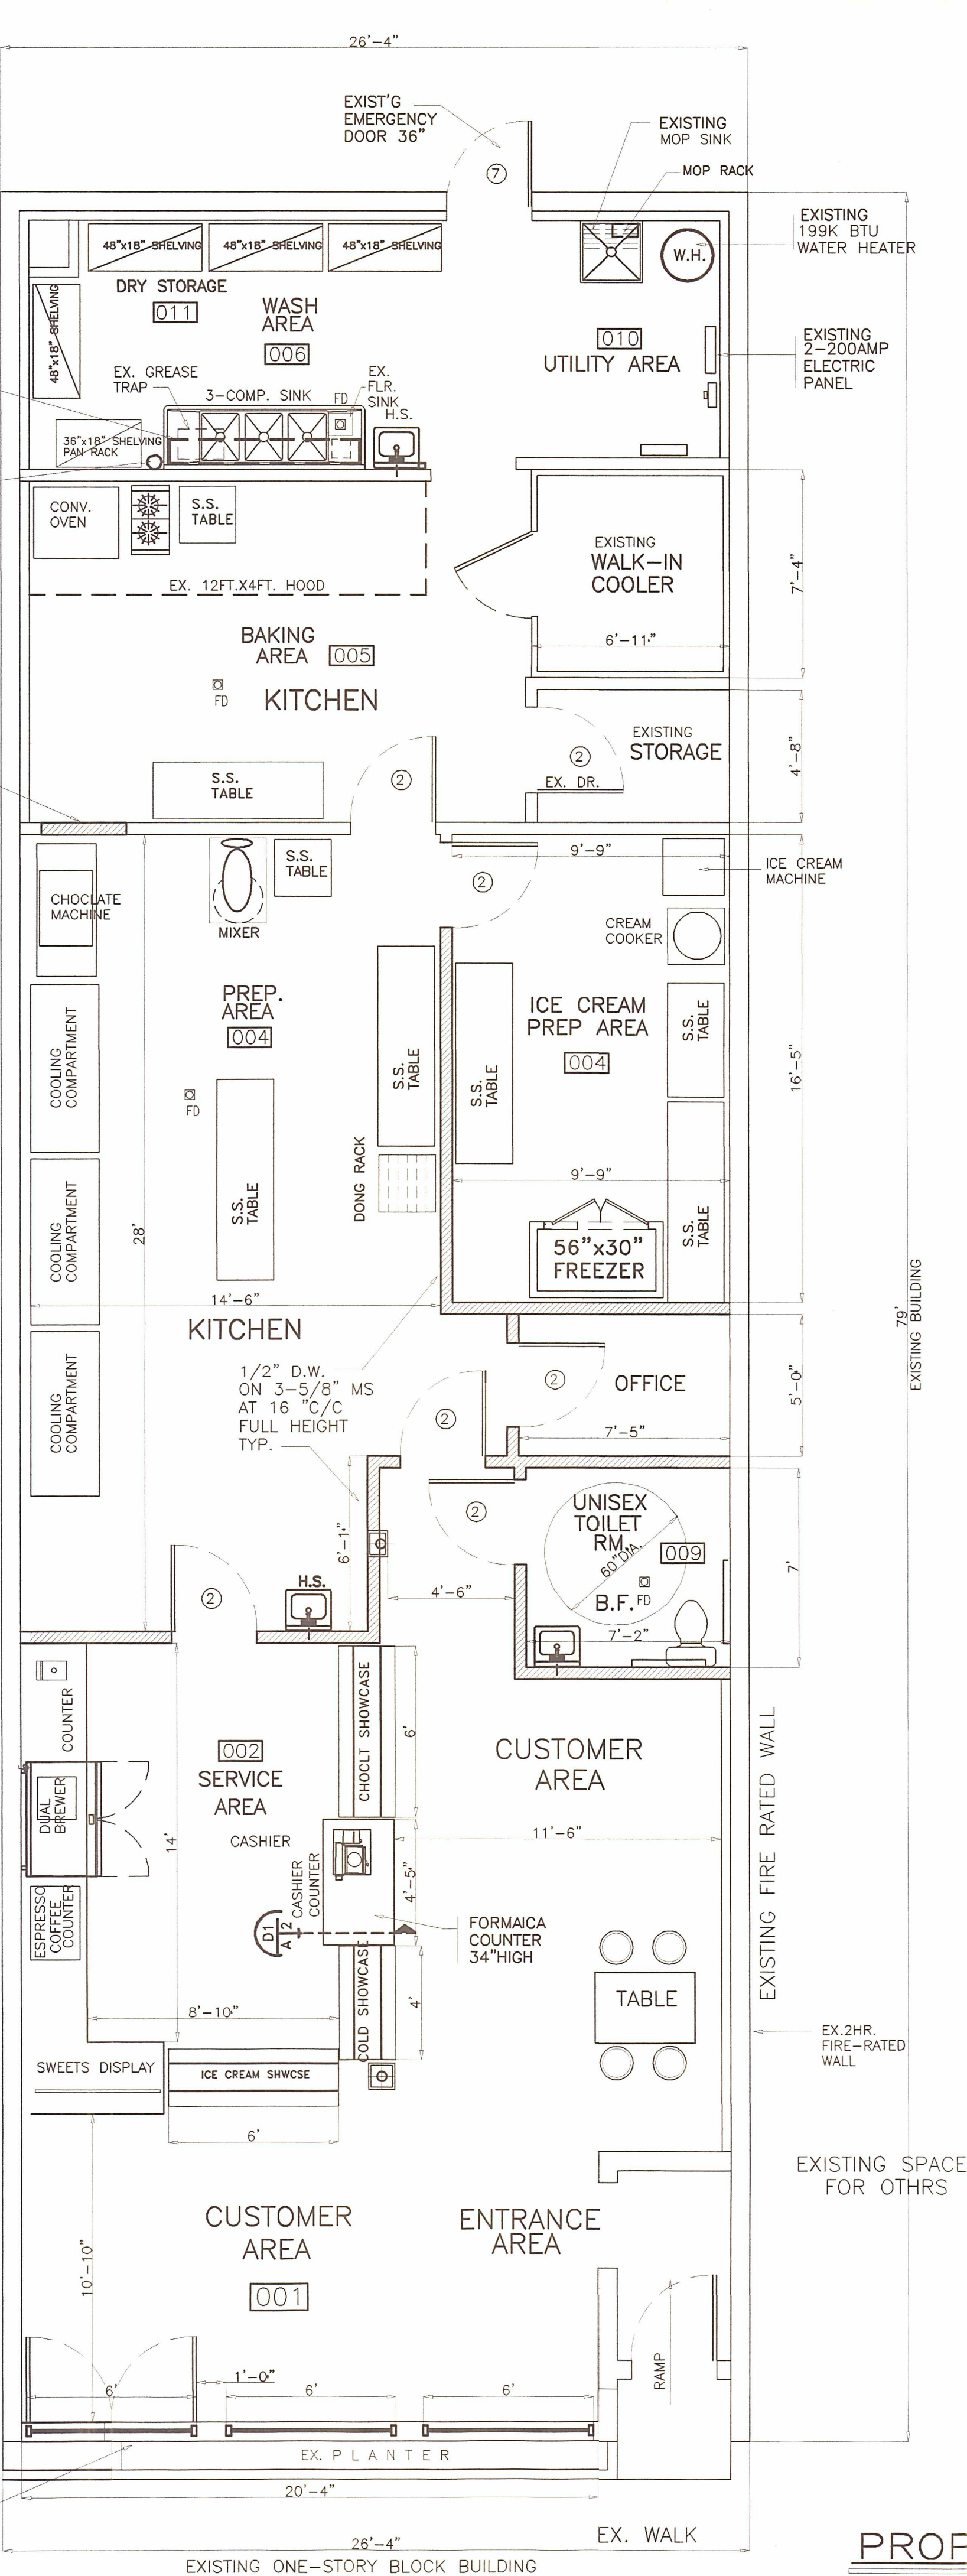 26'-4"
EXIST'G
EMERGENCY
DOOR 36"
EXISTING
MOP SINK
MOP RACK
7
EXISTING
199K BTU
WATER HEATER
W.H.
48"x18" SHELVING
48"x18" SHELVING
48"x18" SHELVING
48"x18" SHELVING
DRY STORAGE
011
WASH
AREA
006
010
UTILITY AREA
EXISTING
2-200AMP
ELECTRIC
PANEL
EX. GREASE
TRAP
3-COMP. SINK
FD
EX.
FLR.
SINK
H.S.
36"x18" SHELVING
PAN RACK
CONV.
OVEN
S.S.
TABLE
EX. 12FT.X4FT. HOOD
EXISTING
WALK-IN
COOLER
6'-11"
7'-4"
BAKING
AREA
005
FD
KITCHEN
EXISTING
STORAGE
2
EX. DR.
4'-8"
S.S.
TABLE
2
CHOCLATE
MACHINE
MIXER
S.S.
TABLE
9'-9"
2
ICE CREAM
MACHINE
CREAM
COOKER
PREP.
AREA
004
ICE CREAM
PREP AREA
004
S.S.
TABLE
COOLING
COMPARTMENT
FD
S.S.
TABLE
S.S.
TABLE
16'-5"
DONG RACK
9'-9"
COOLING
COMPARTMENT
28'
S.S.
TABLE
S.S.
TABLE
56"x30"
FREEZER
14'-6"
KITCHEN
79'
EXISTING BUILDING
COOLING
COMPARTMENT
1/2" D.W.
ON 3-5/8" MS
AT 16 "C/C
FULL HEIGHT
TYP.
2
OFFICE
5'-0"
2
7'-5"
2
UNISEX
TOILET
RM.
60"DIA.
009
B.F.
FD
6'-1"
4'-6"
7'-2"
7'
2
H.S.
COUNTER
CHOCLT SHOWCASE
6'
002
SERVICE
AREA
CUSTOMER
AREA
EXISTING FIRE RATED WALL
DUAL
BREWER
14'
CASHIER
CASHIER
COUNTER
11'-6"
4'-5"
ESPRESSO
COFFEE
COUNTER
D1
A 2
FORMAICA
COUNTER
34"HIGH
8'-10"
COLD SHOWCASE
4'
TABLE
EX.2HR.
FIRE-RATED
WALL
SWEETS DISPLAY
ICE CREAM SHWCSE
6'
EXISTING SPACE
FOR OTHRS
CUSTOMER
AREA
001
ENTRANCE
AREA
10'-10"
RAMP
1'-0"
6'
6'
6'
EX. PLANTER
20'-4"
EX. WALK
26'-4"
EXISTING ONE-STORY BLOCK BUILDING
PROP